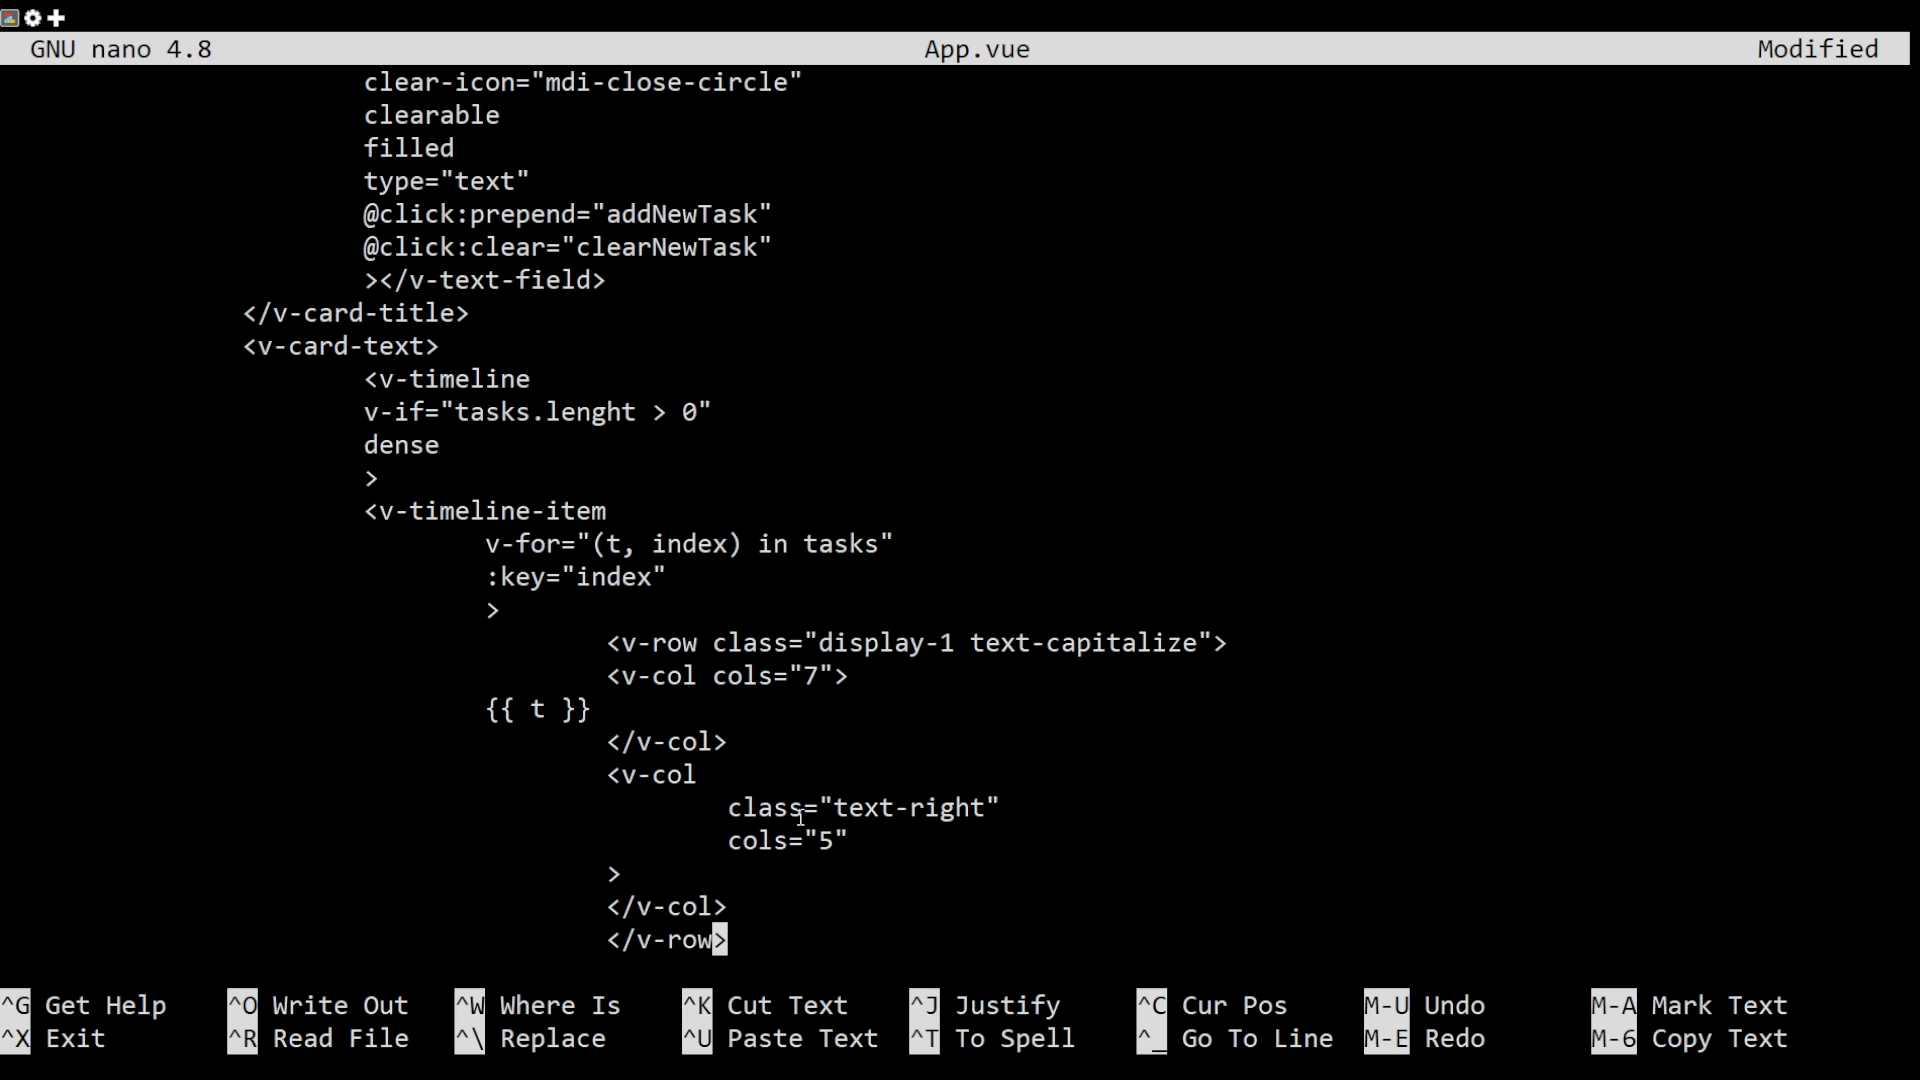 GNU nano 4.8 App.vue Modified
clear-icon="mdi-close-circle"
clearable
filled
type="text"
@click:prepend="addNewTask"
@click:clear="clearNewTask"
></v-text-field>
</v-card-title>
<v-card-text>
<v-timeline
v-if="tasks.lenght > 0"
dense
>
<v-timeline-item
v-for="(t, index) in tasks"
:key="index"
>
<v-row class="display-1 text-capitalize">
<v-col cols="7">
{{ t }}
</v-col>
<v-col
class="text-right"
cols="5"
>
</v-col>
</v-row>
^G Get Help ^O Write Out ^W Where Is ^K Cut Text ^J Justify ^C Cur Pos M-U Undo M-A Mark Text
^X Exit ^R Read File ^\ Replace ^U Paste Text ^T To Spell ^_ Go To Line M-E Redo M-6 Copy Text